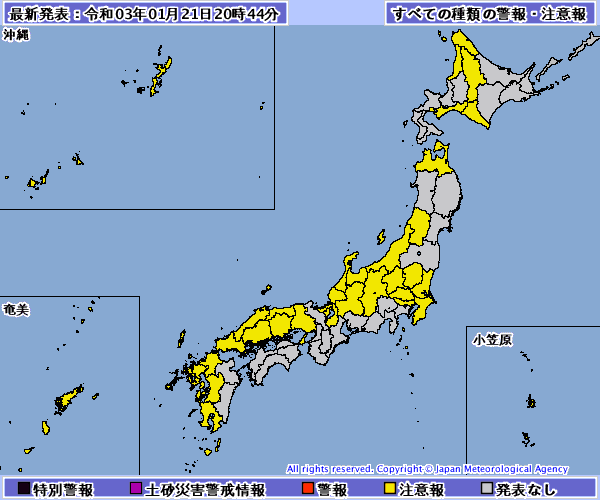 最新発表：令和03年01月21日20時44分
すべての種類の警報・注意報
沖縄
奄美
小笠原
All rights reserved. Copyright © Japan Meteorological Agency
特別警報 土砂災害警戒情報 警報 注意報 発表なし